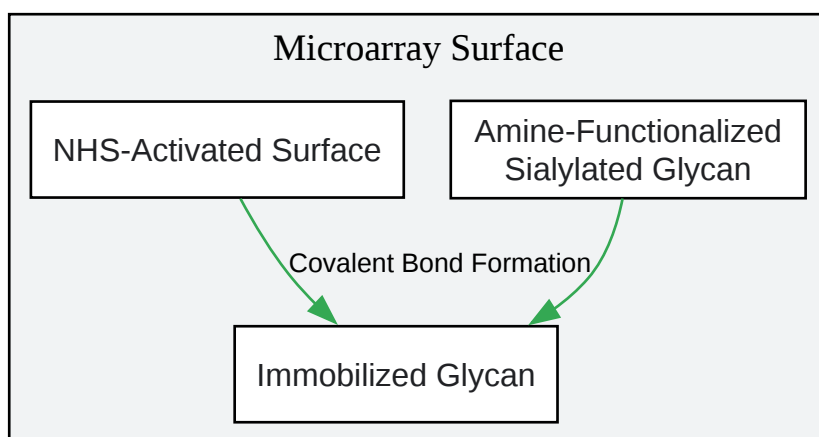 Microarray Surface
NHS-Activated Surface
Amine-Functionalized
Sialylated Glycan
Covalent Bond Formation
Immobilized Glycan